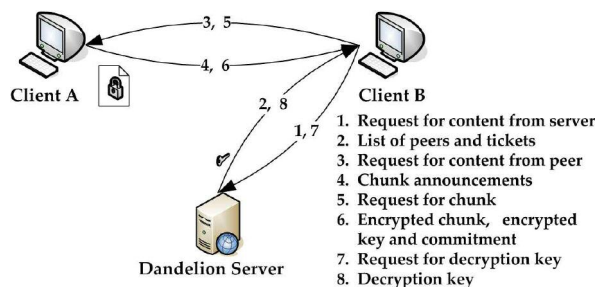 3, 5
4, 6
Client A
Client B
2, 8
1, 7
Dandelion Server
1. Request for content from server
2. List of peers and tickets
3. Request for content from peer
4. Chunk announcements
5. Request for chunk
6. Encrypted chunk, encrypted
key and commitment
7. Request for decryption key
8. Decryption key